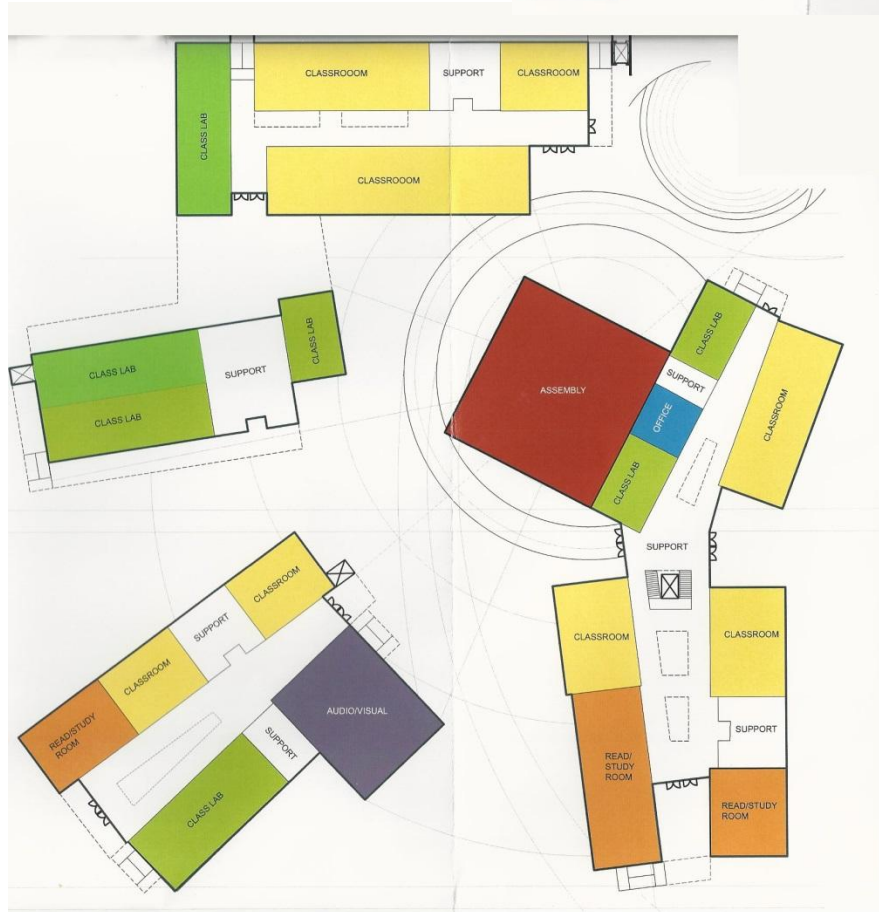 CLASSROOOM
SUPPORT
CLASSROOOM
CLASS LAB
CLASSROOOM
CLASS LAB
SUPPORT
CLASS LAB
CLASS LAB
ASSEMBLY
CLASS LAB
SUPPORT
OFFICE
CLASS LAB
CLASSROOM
SUPPORT
CLASSROOM
CLASSROOM
READ/
STUDY
ROOM
SUPPORT
READ/STUDY
ROOM
CLASSROOM
SUPPORT
CLASSROOM
READ/STUDY
ROOM
AUDIO/VISUAL
SUPPORT
CLASS LAB